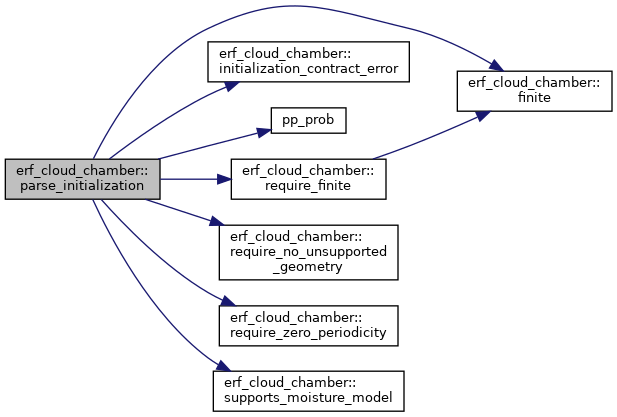 erf_cloud_chamber::
initialization_contract_error
erf_cloud_chamber::
finite
pp_prob
erf_cloud_chamber::
parse_initialization
erf_cloud_chamber::
require_finite
erf_cloud_chamber::
require_no_unsupported
_geometry
erf_cloud_chamber::
require_zero_periodicity
erf_cloud_chamber::
supports_moisture_model